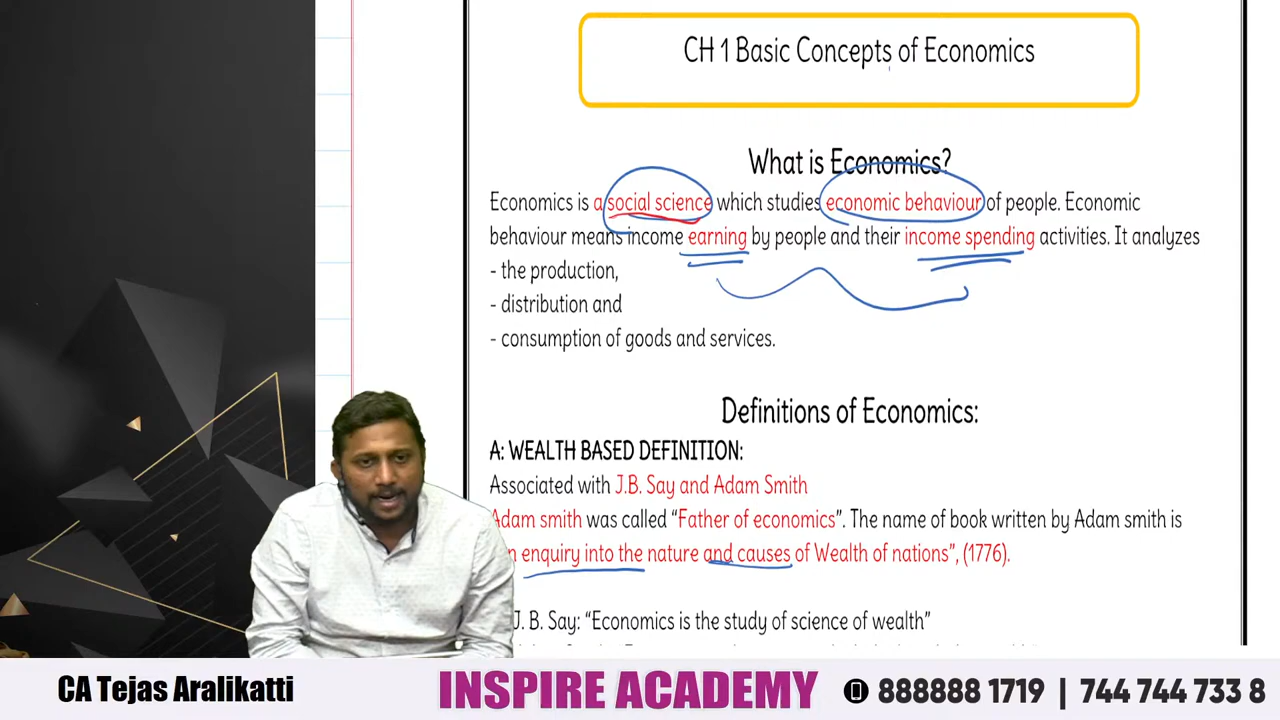 CH 1 Basic Concepts of Economics
What is Economics?
Economics is a social science which studies economic behaviour of people. Economic
behaviour means income earning by people and their income spending activities. It analyzes
- the production,
- distribution and
- consumption of goods and services.
Definitions of Economics:
A: WEALTH BASED DEFINITION:
Associated with J.B. Say and Adam Smith
Adam smith was called “Father of economics”. The name of book written by Adam smith is
enquiry into the nature and causes of Wealth of nations”, (1776).
J. B. Say: “Economics is the study of science of wealth”
CA Tejas Aralikatti
INSPIRE ACADEMY
888888 1719 | 744 744 733 8